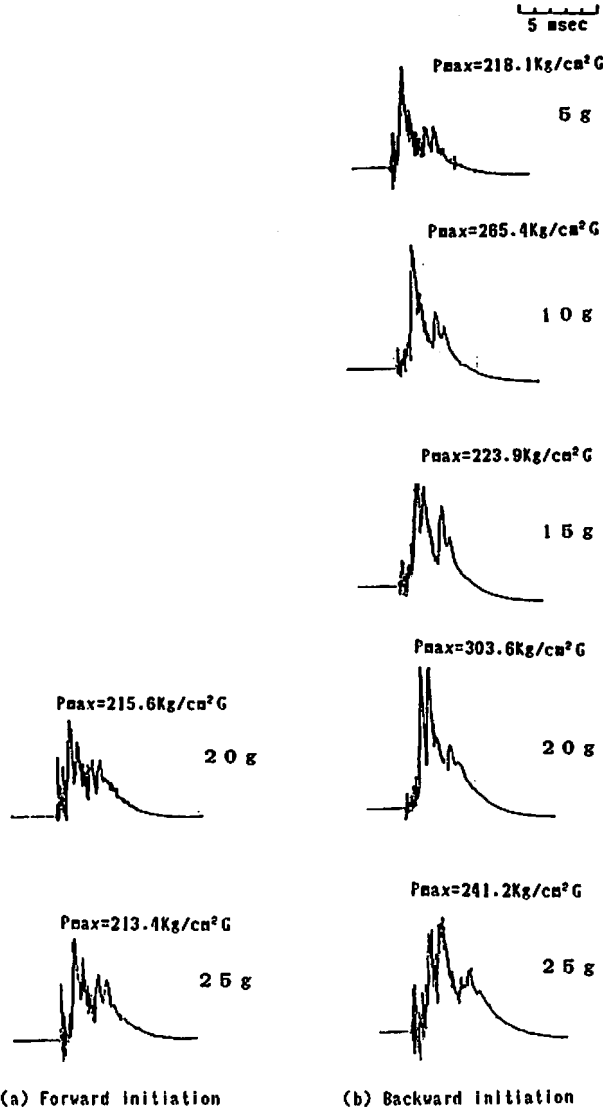 5 msec
Pmax=218.1Kg/cm²G
5 g
Pmax=265.4Kg/cm²G
10 g
Pmax=223.9Kg/cm²G
15 g
Pmax=303.6Kg/cm²G
Pmax=215.6Kg/cm²G
20 g
20 g
Pmax=241.2Kg/cm²G
Pmax=213.4Kg/cm²G
25 g
25 g
(a) Forward initiation
(b) Backward initiation